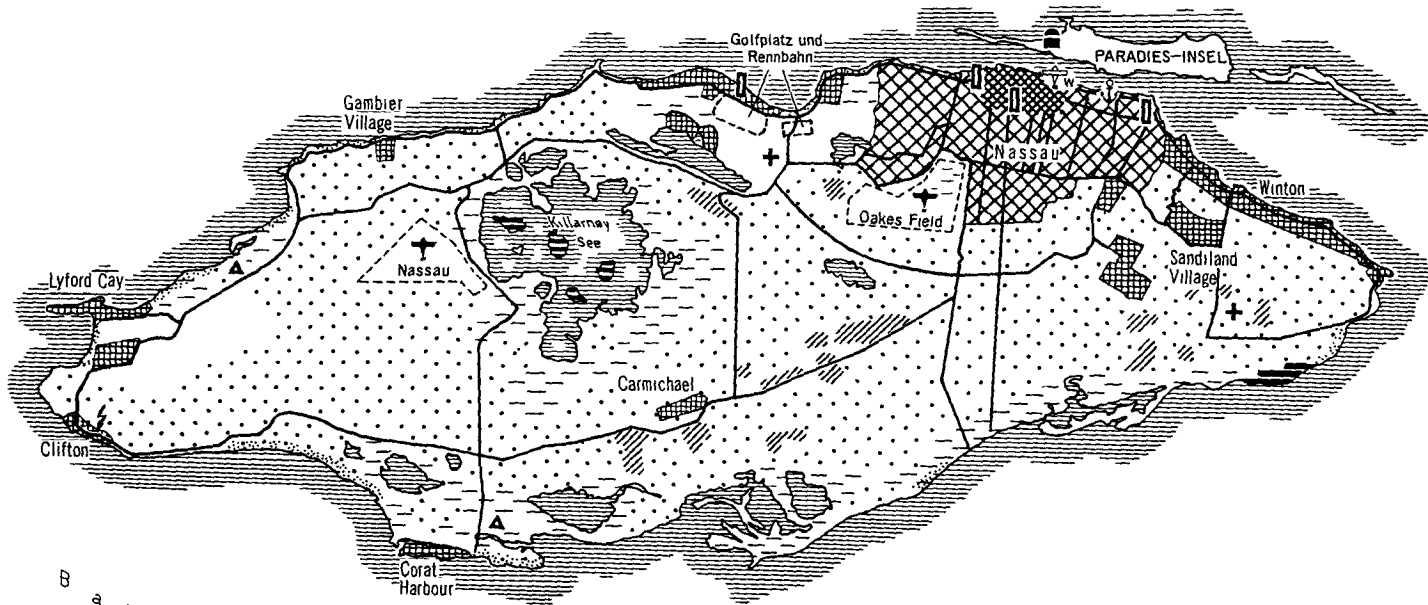 Golfplatz und
Rennbahn
PARADIES-INSEL
Gambier
Village
Nassau
W
Winton
Oakes Field
Killarney
See
Nassau
Sandiland
Village
Lyford Cay
Carmichael
Clifton
Corat
Harbour
B
a